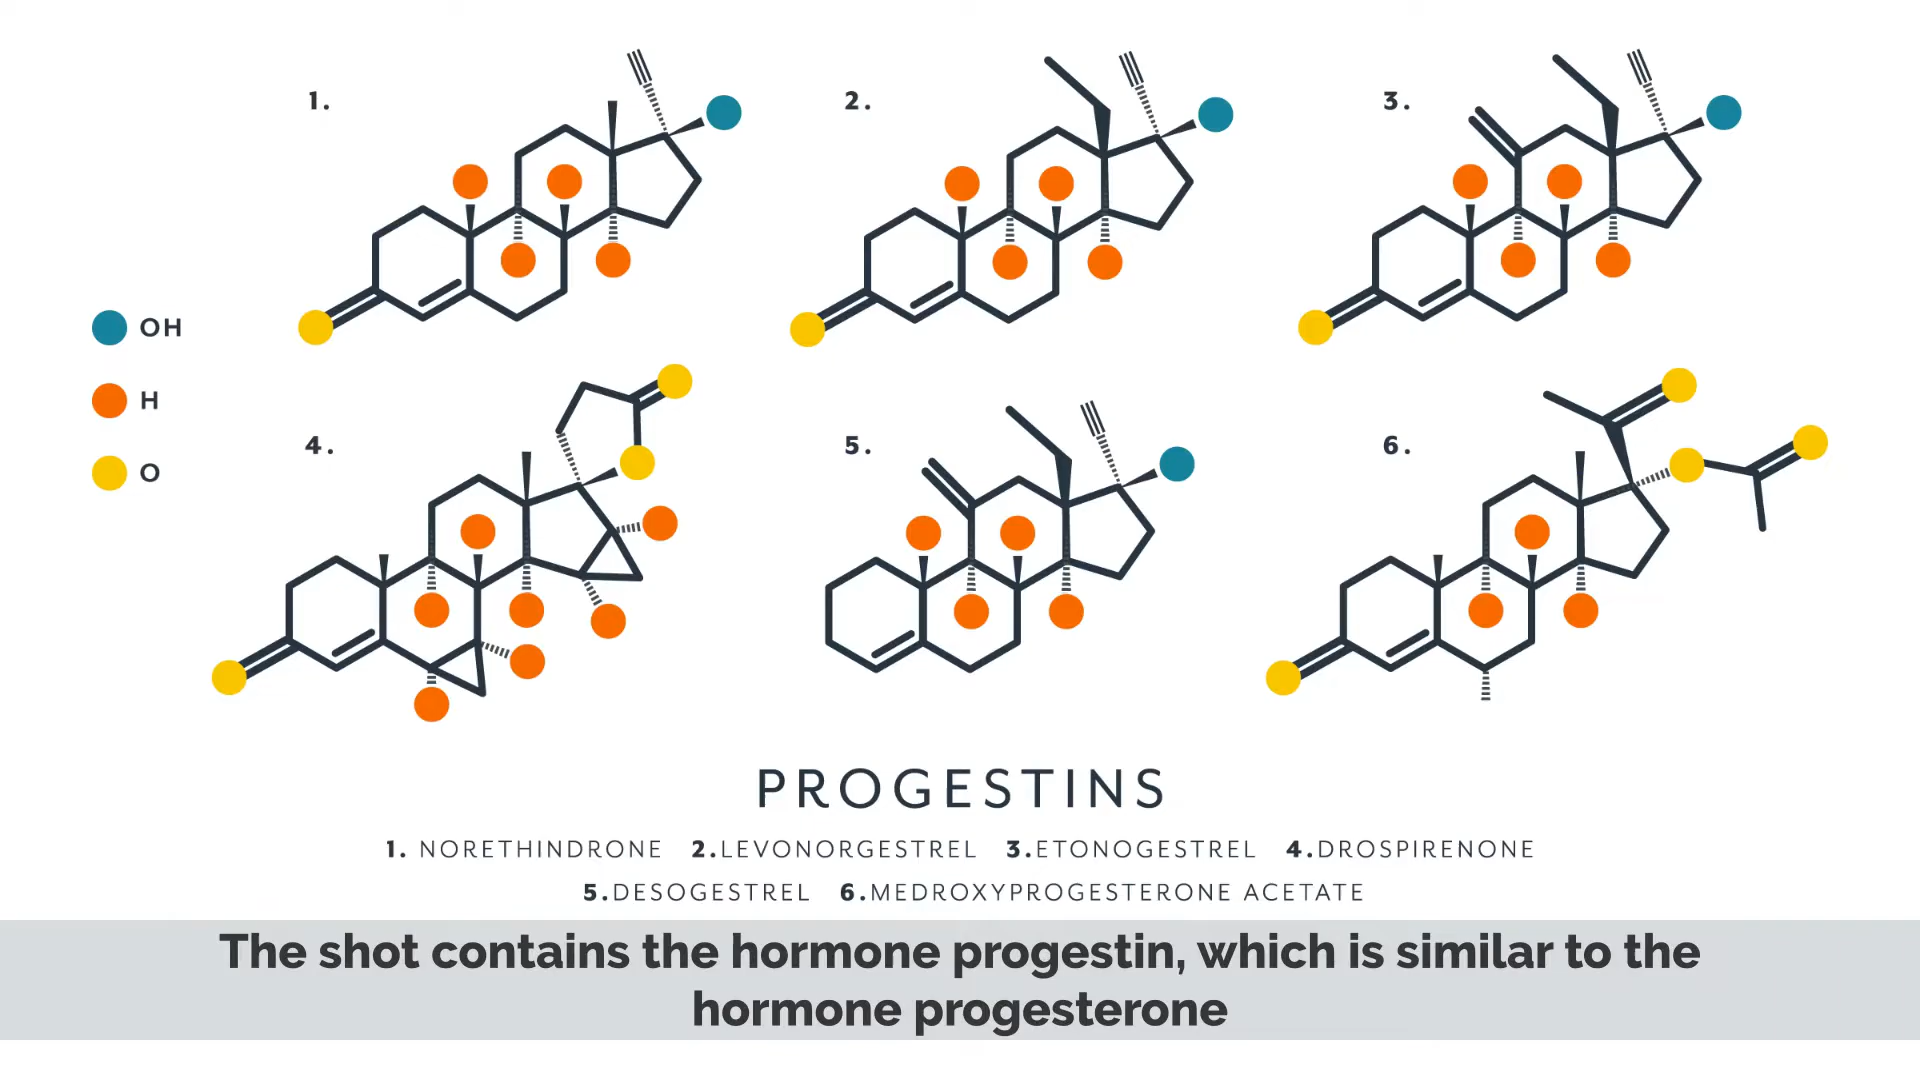 1.
2.
3.
OH
H
O
4.
5.
6.
PROGESTINS
1. NORETHINDRONE 2.LEVONORGESTREL 3.ETONOGESTREL 4.DROSPIRENONE
5.DESOGESTREL 6.MEDROXYPROGESTERONE ACETATE
The shot contains the hormone progestin, which is similar to the
hormone progesterone